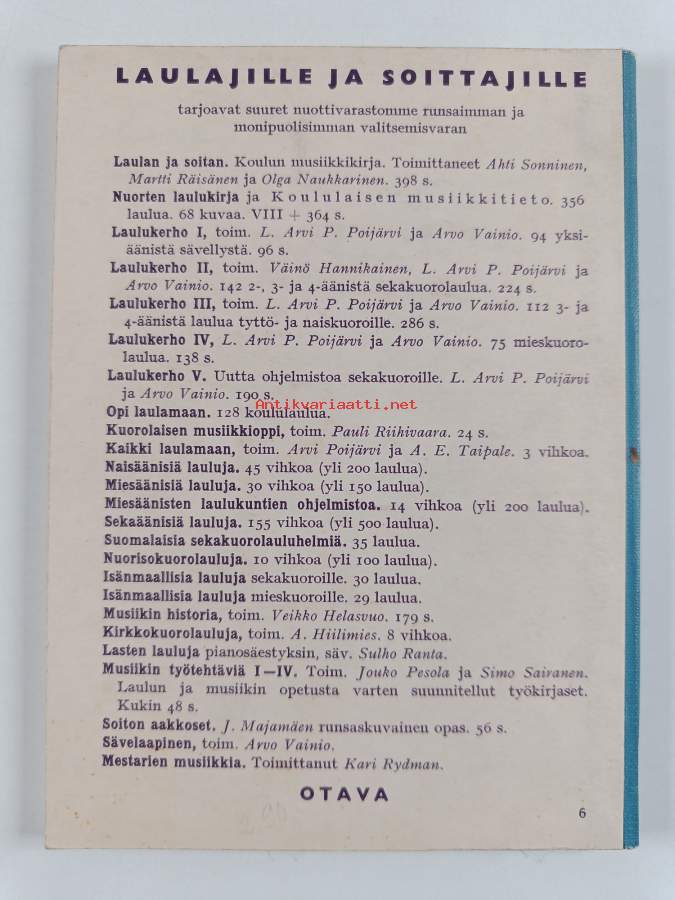 LAULAJILLE JA SOITTAJILLE
tarjoavat suuret nuottivarastomme runsaimman ja
monipuolisimman valitsemisvaran
Laulan ja soitan. Koulun musiikkikirja. Toimittaneet Ahti Sonninen,
Martti Räisänen ja Olga Naukkarinen. 398 s.
Nuorten laulukirja ja Koululaisen musiikkitieto. 356
laulua. 68 kuvaa. VIII + 364 s.
Laulukerho I, toim. L. Arvi P. Poijärvi ja Arvo Vainio. 94 yksi-
äänistä sävellystä. 96 s.
Laulukerho II, toim. Väinö Hannikainen, L. Arvi P. Poijärvi ja
Arvo Vainio. 142 2-, 3- ja 4-äänistä sekakuorolaulua. 224 s.
Laulukerho III, toim. L. Arvi P. Poijärvi ja Arvo Vainio. 112 3- ja
4-äänistä laulua tyttö- ja naiskuoroille. 286 s.
Laulukerho IV, L. Arvi P. Poijärvi ja Arvo Vainio. 75 mieskuoro-
laulua. 138 s.
Laulukerho V. Uutta ohjelmistoa sekakuoroille. L. Arvi P. Poijärvi
ja Arvo Vainio. 190 s.
Antikvariaatti.net
Opi laulamaan. 128 koululaulua.
Kuorolaisen musiikkioppi, toim. Pauli Riihivaara. 24 s.
Kaikki laulamaan, toim. Arvi Poijärvi ja A. E. Taipale. 3 vihkoa.
Naisäänisiä lauluja. 45 vihkoa (yli 200 laulua).
Miesäänisiä lauluja. 30 vihkoa (yli 150 laulua).
Miesäänisten laulukuntien ohjelmistoa. 14 vihkoa (yli 200 laulua).
Sekaäänisiä lauluja. 155 vihkoa (yli 500 laulua).
Suomalaisia sekakuorolauluhelmiä. 35 laulua.
Nuorisokuorolauluja. 10 vihkoa (yli 100 laulua).
Isänmaallisia lauluja sekakuoroille. 30 laulua.
Isänmaallisia lauluja mieskuoroille. 29 laulua.
Musiikin historia, toim. Veikko Helasvuo. 179 s.
Kirkkokuorolauluja, toim. A. Hiilimies. 8 vihkoa.
Lasten lauluja pianosäestyksin, säv. Sulho Ranta.
Musiikin työtehtäviä I—IV. Toim. Jouko Pesola ja Simo Sairanen.
Laulun ja musiikin opetusta varten suunnitellut työkirjaset.
Kukin 48 s.
Soiton aakkoset. J. Majamäen runsaskuvainen opas. 56 s.
Sävelaapinen, toim. Arvo Vainio.
Mestarien musiikkia. Toimittanut Kari Rydman.
OTAVA
6